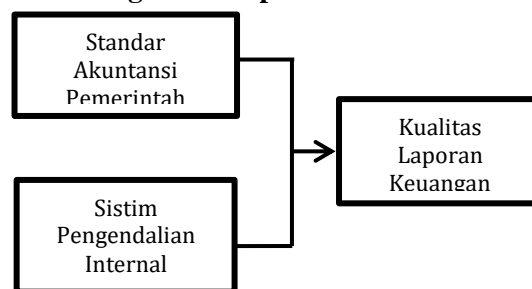 Standar
Akuntansi
Pemerintah
Kualitas
Laporan
Keuangan
Sistim
Pengendalian
Internal